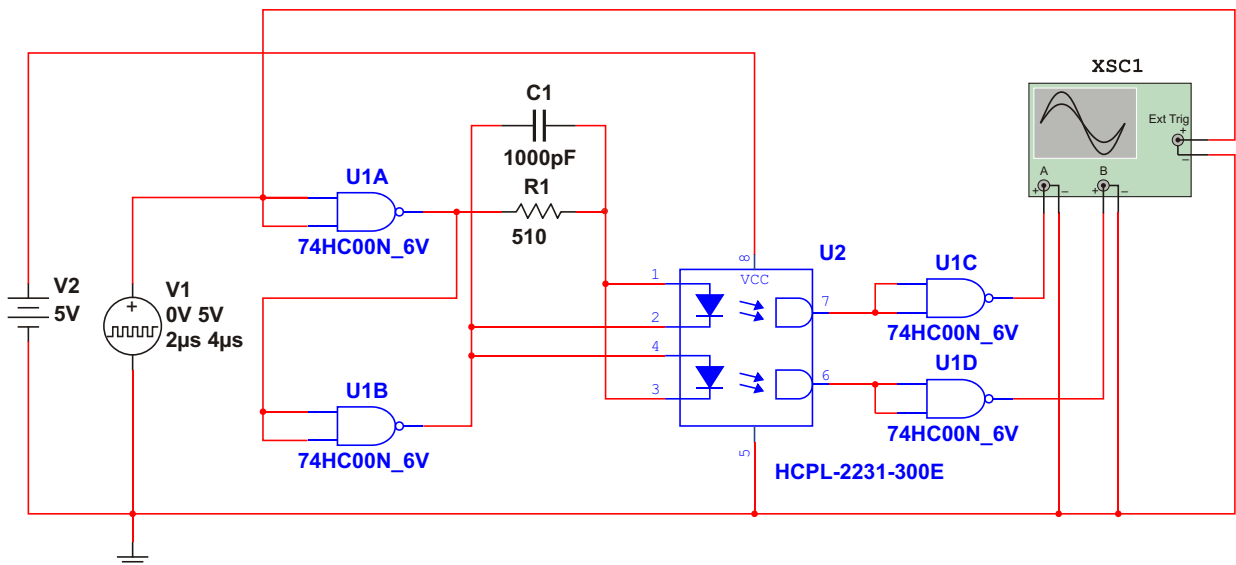 XSC1
Ext Trig
+
−
A
B
+ − + −
C1
1000pF
R1
510
U1A
74HC00N_6V
V2
5V
V1
+
0V 5V
2µs 4µs
U1B
74HC00N_6V
U2
8
VCC
1
2
4
3
7
6
5
HCPL-2231-300E
U1C
74HC00N_6V
U1D
74HC00N_6V